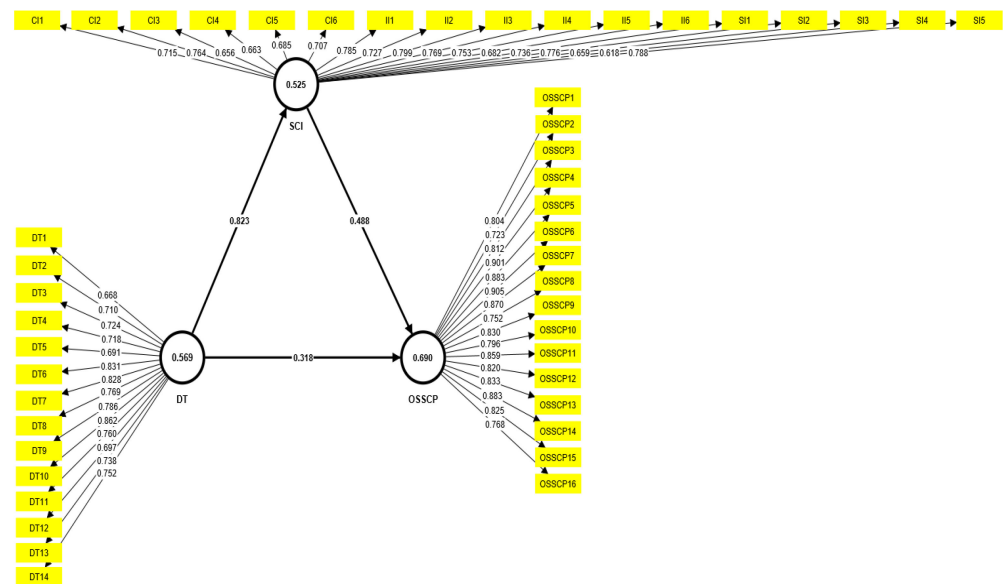 CI1 CI2 CI3 CI4 CI5 CI6 II1 II2 II3 II4 II5 II6 SI1 SI2 SI3 SI4 SI5
0.715 0.764 0.656 0.663 0.685 0.707 0.785 0.727 0.799 0.769 0.753 0.682 0.736 0.776 0.659 0.618 0.788
0.525
SCI
0.823
0.488
DT1
DT2
DT3
DT4
DT5
DT6
DT7
DT8
DT9
DT10
DT11
DT12
DT13
DT14
0.668
0.710
0.724
0.718
0.691
0.831
0.828
0.769
0.786
0.862
0.760
0.697
0.738
0.752
0.569
DT
0.318
0.690
OSSCP
0.804
0.723
0.812
0.901
0.883
0.905
0.870
0.752
0.830
0.796
0.859
0.820
0.833
0.883
0.825
0.768
OSSCP1
OSSCP2
OSSCP3
OSSCP4
OSSCP5
OSSCP6
OSSCP7
OSSCP8
OSSCP9
OSSCP10
OSSCP11
OSSCP12
OSSCP13
OSSCP14
OSSCP15
OSSCP16